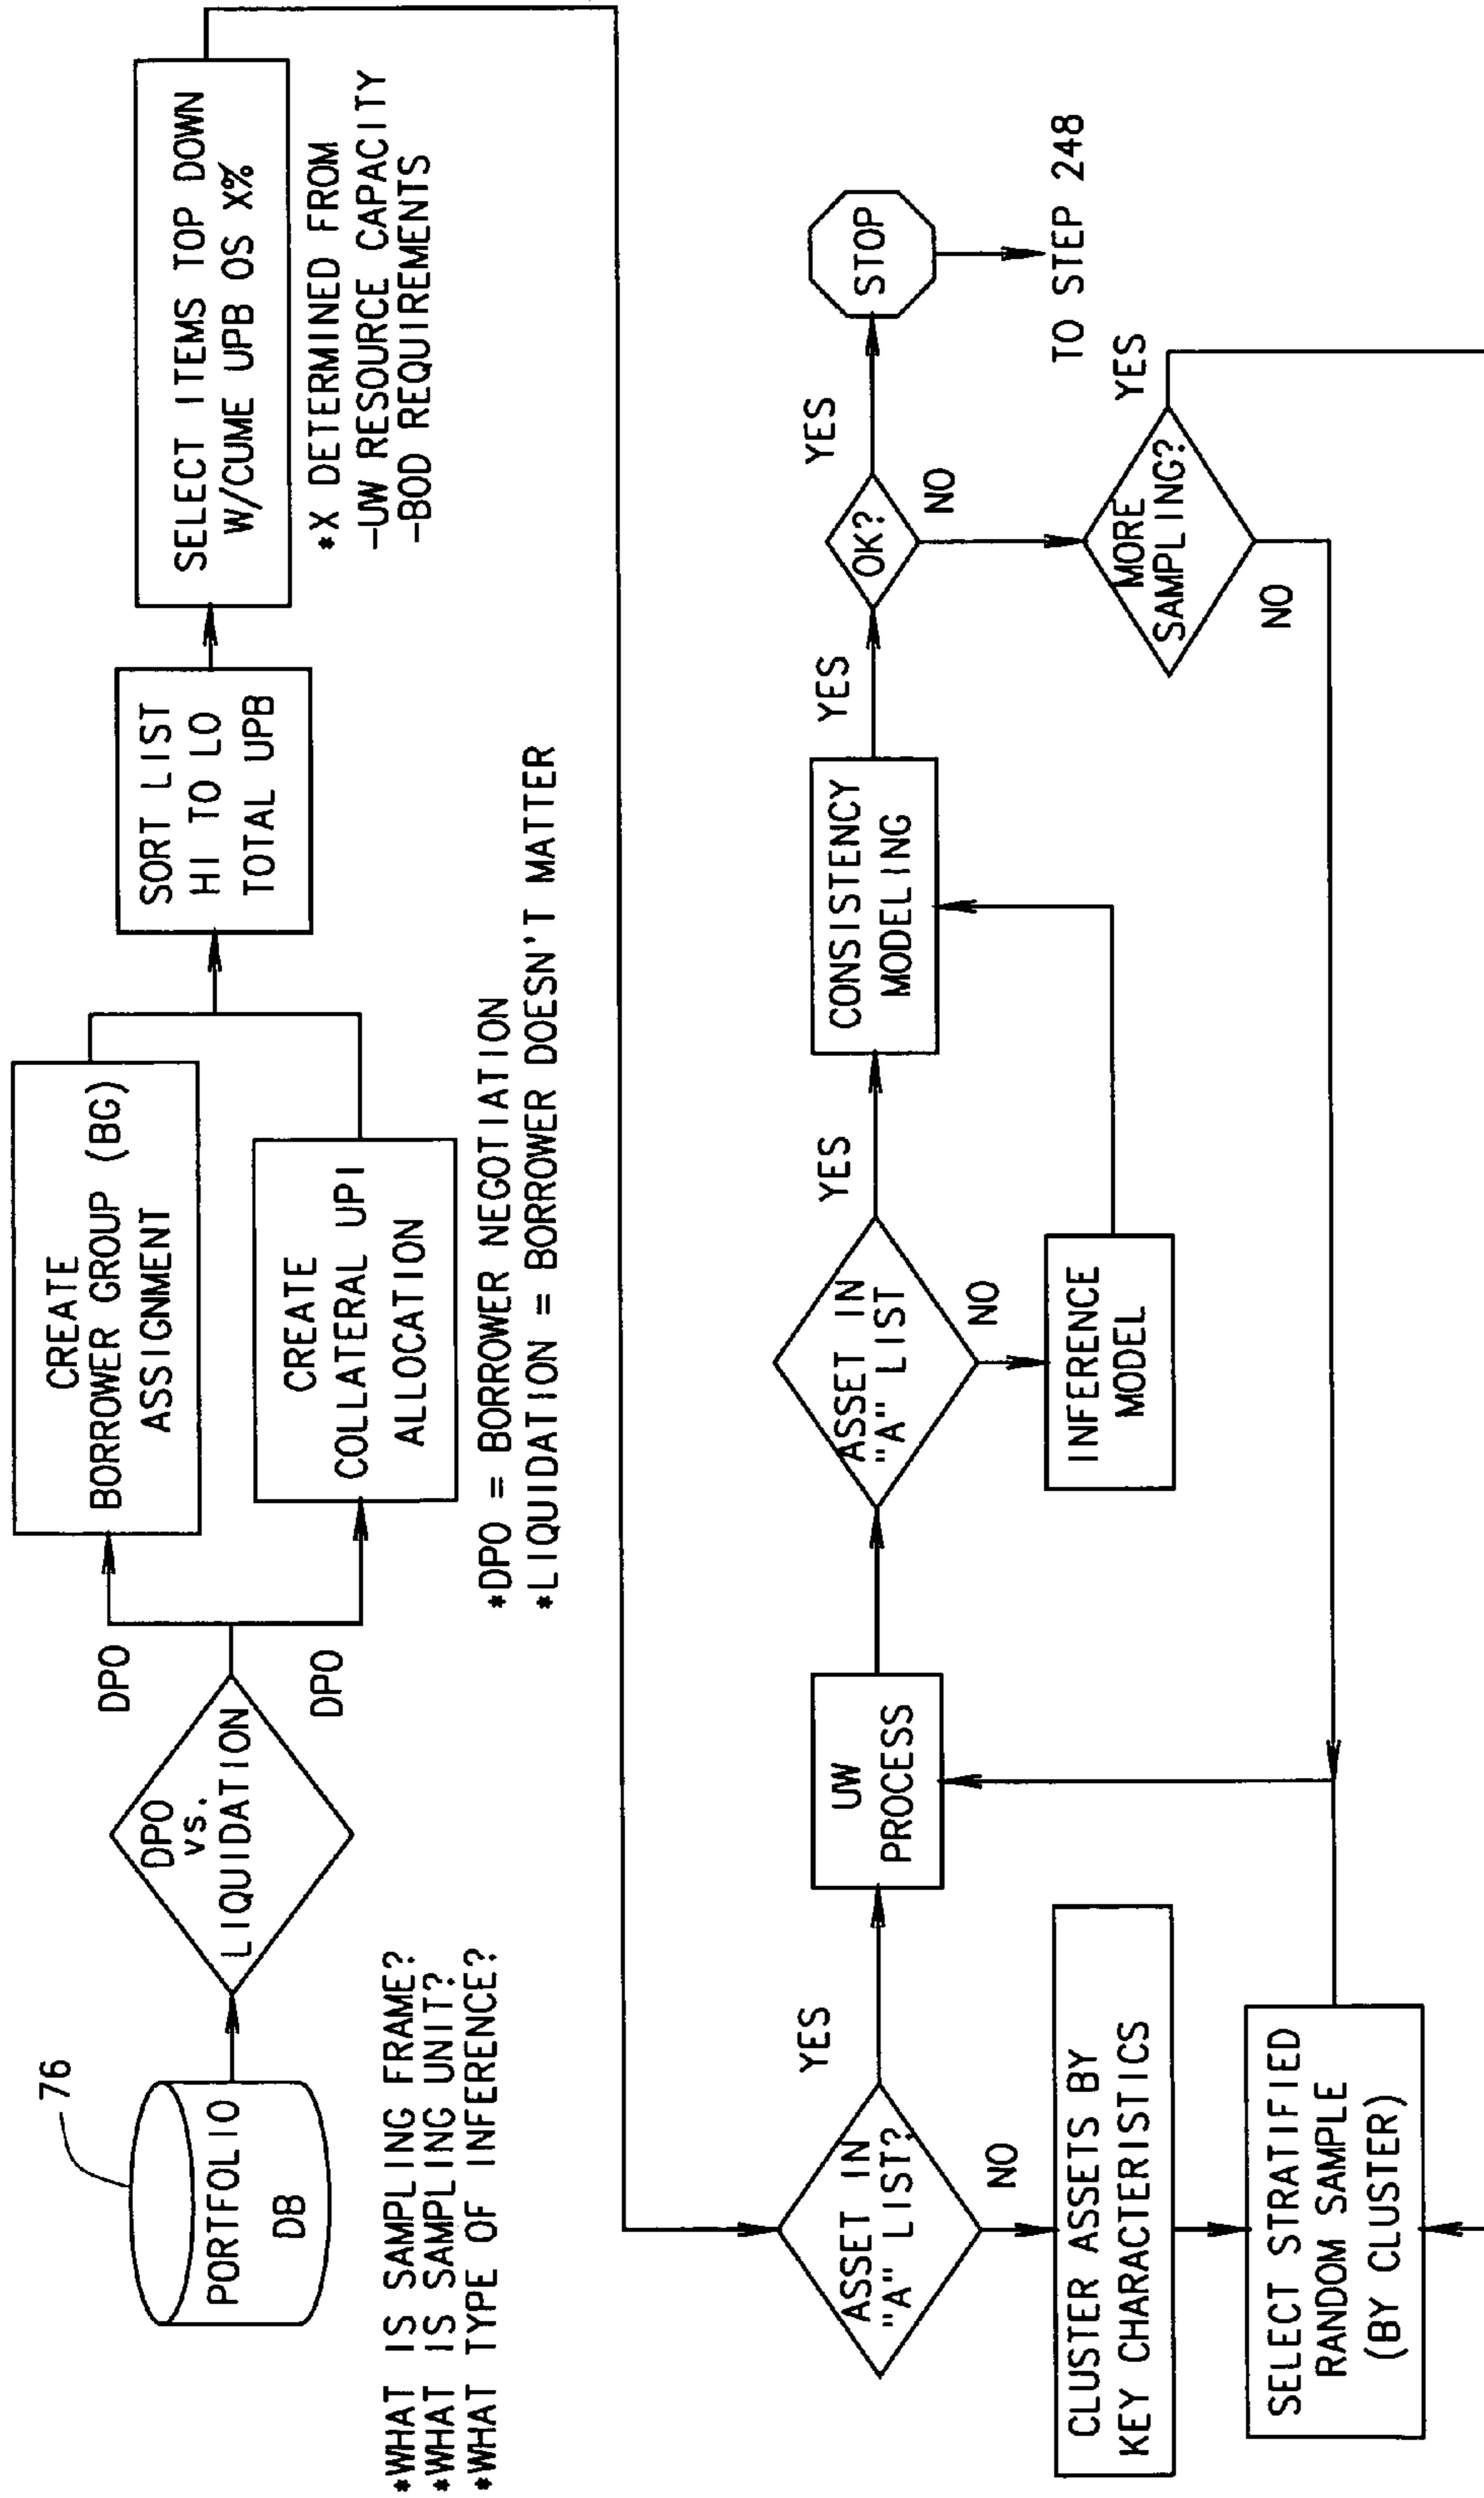 76
PORTFOLIO
DB
DPO
vs.
LIQUIDATION
DPO
DPO
CREATE
BORROWER GROUP (BG)
ASSIGNMENT
CREATE
COLLATERAL UPI
ALLOCATION
SORT LIST
HI TO LO
TOTAL UPB
SELECT ITEMS TOP DOWN
W/CUME UPB OS X%
*X DETERMINED FROM
-UW RESOURCE CAPACITY
-BOD REQUIREMENTS
*WHAT IS SAMPLING FRAME?
*WHAT IS SAMPLING UNIT?
*WHAT TYPE OF INFERENCE?
*DPO = BORROWER NEGOTIATION
*LIQUIDATION = BORROWER DOESN'T MATTER
ASSET IN
"A" LIST?
YES
NO
UW
PROCESS
ASSET IN
"A" LIST
YES
NO
CONSISTENCY
MODELING
YES
OK?
YES
NO
STOP
TO STEP 248
CLUSTER ASSETS BY
KEY CHARACTERISTICS
INFERENCE
MODEL
MORE
SAMPLING?
YES
NO
SELECT STRATIFIED
RANDOM SAMPLE
(BY CLUSTER)